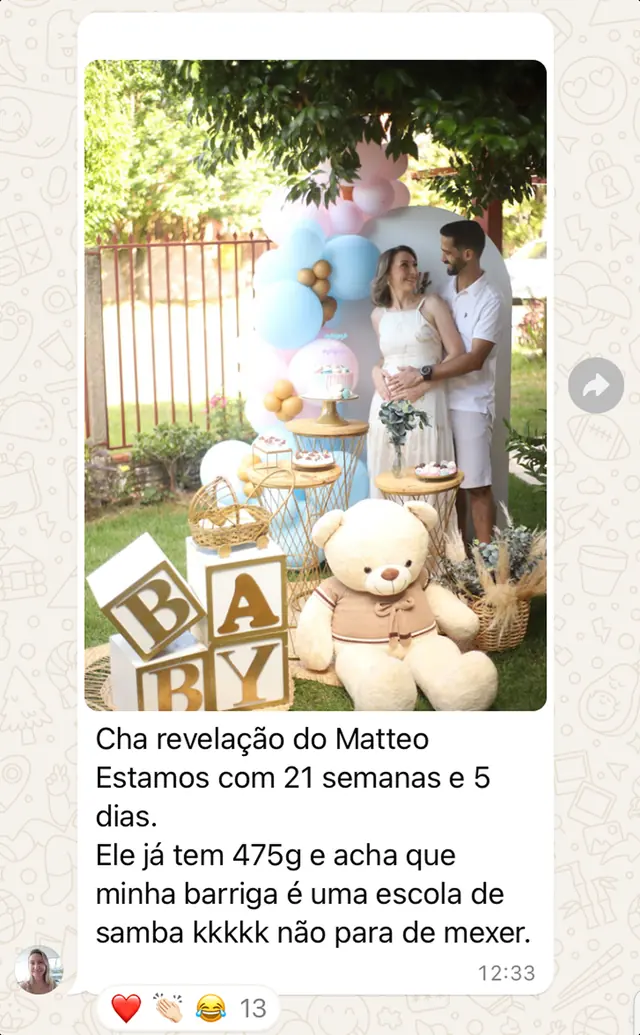 B A
B Y
Cha revelação do Matteo
Estamos com 21 semanas e 5
dias.
Ele já tem 475g e acha que
minha barriga é uma escola de
samba kkkkk não para de mexer.
12:33
❤️ 👏🏻 😂 13